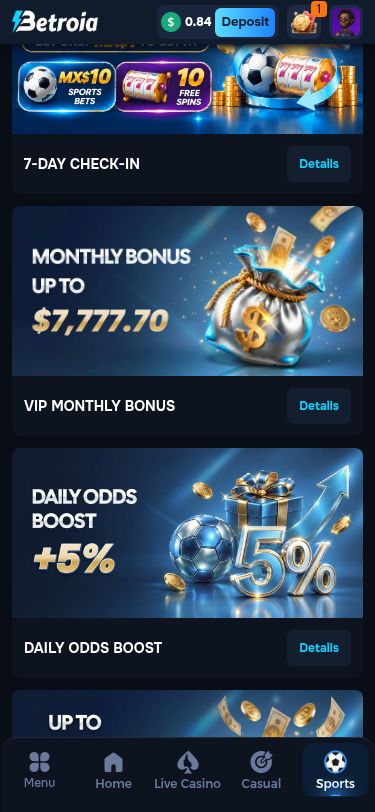 Betroia
$ 0.84 Deposit
1
MX$10
SPORTS
BETS
10
FREE
SPINS
7-DAY CHECK-IN
Details
MONTHLY BONUS
UP TO
$7,777.70
$
VIP MONTHLY BONUS
Details
DAILY ODDS
BOOST
+5%
5%
DAILY ODDS BOOST
Details
UP TO
Menu
Home
Live Casino
Casual
Sports